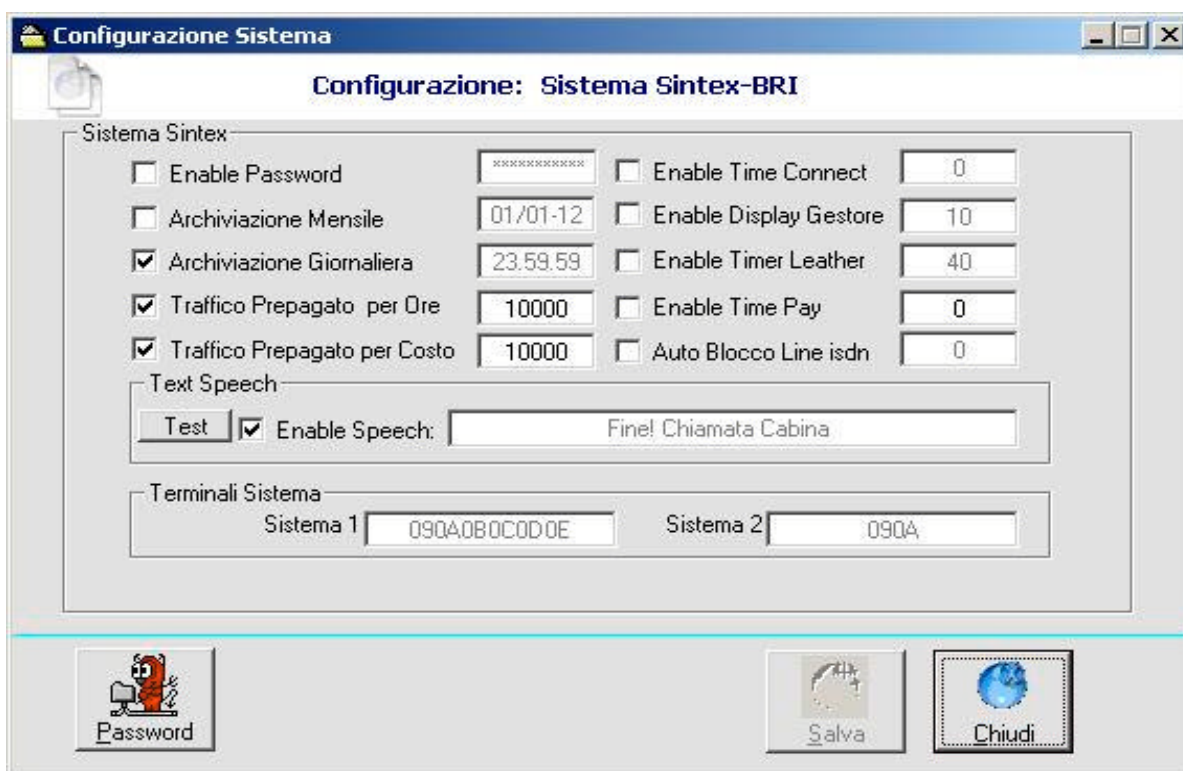 Configurazione Sistema
Configurazione: Sistema Sintex-BRI
Sistema Sintex
Enable Password *********** Enable Time Connect 0
Archiviazione Mensile 01/01-12 Enable Display Gestore 10
Archiviazione Giornaliera 23.59.59 Enable Timer Leather 40
Traffico Prepagato per Ore 10000 Enable Time Pay 0
Traffico Prepagato per Costo 10000 Auto Blocco Line isdn 0
Text Speech
Test Enable Speech: Fine! Chiamata Cabina
Terminali Sistema
Sistema 1 090A0B0C0D0E Sistema 2 090A
Password Salva Chiudi